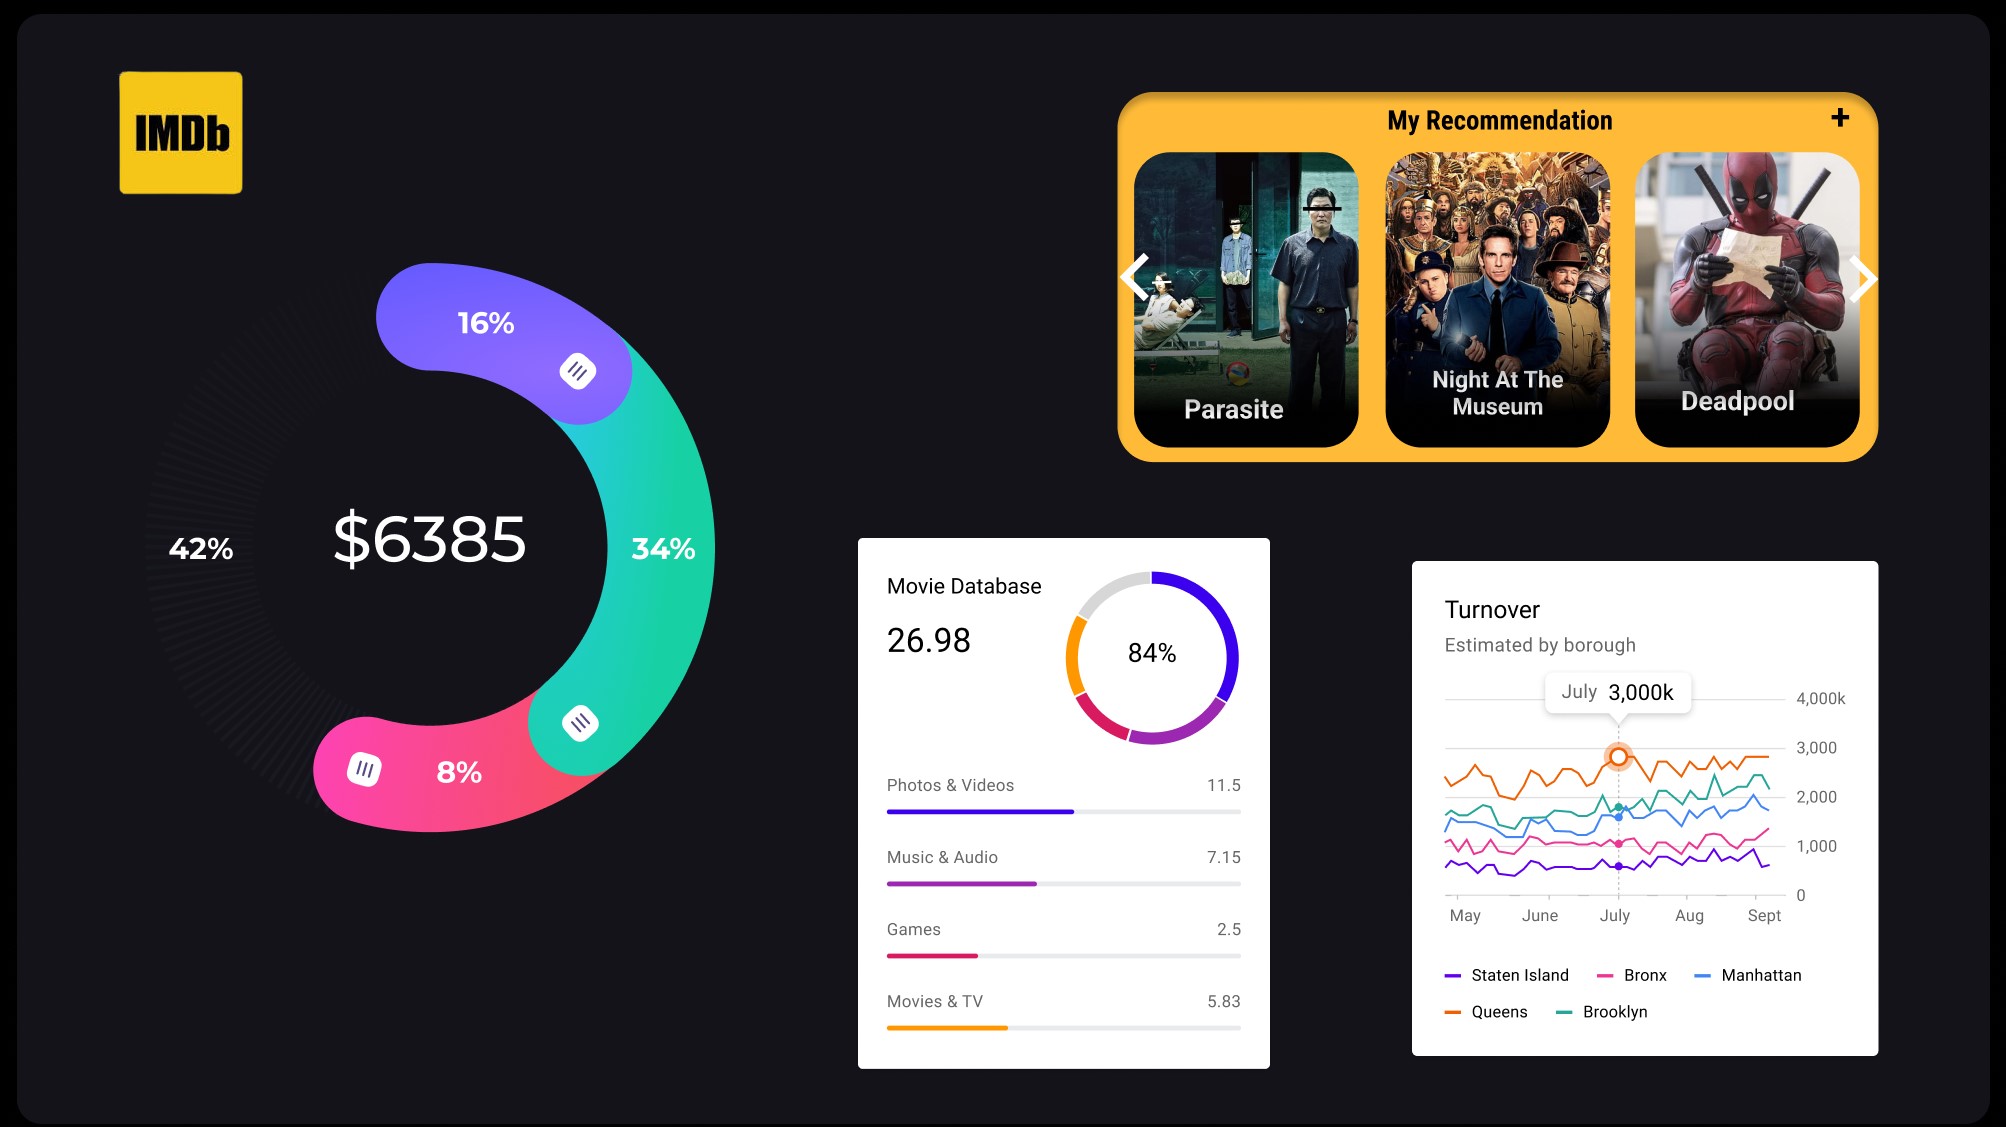 IMDb
My Recommendation
+
Parasite
Night At The
Museum
Deadpool
16%
42%
$6385
34%
8%
Movie Database
26.98
84%
Photos & Videos 11.5
Music & Audio 7.15
Games 2.5
Movies & TV 5.83
Turnover
Estimated by borough
July 3,000k
4,000k
3,000
2,000
1,000
0
May June July Aug Sept
Staten Island Bronx Manhattan
Queens Brooklyn